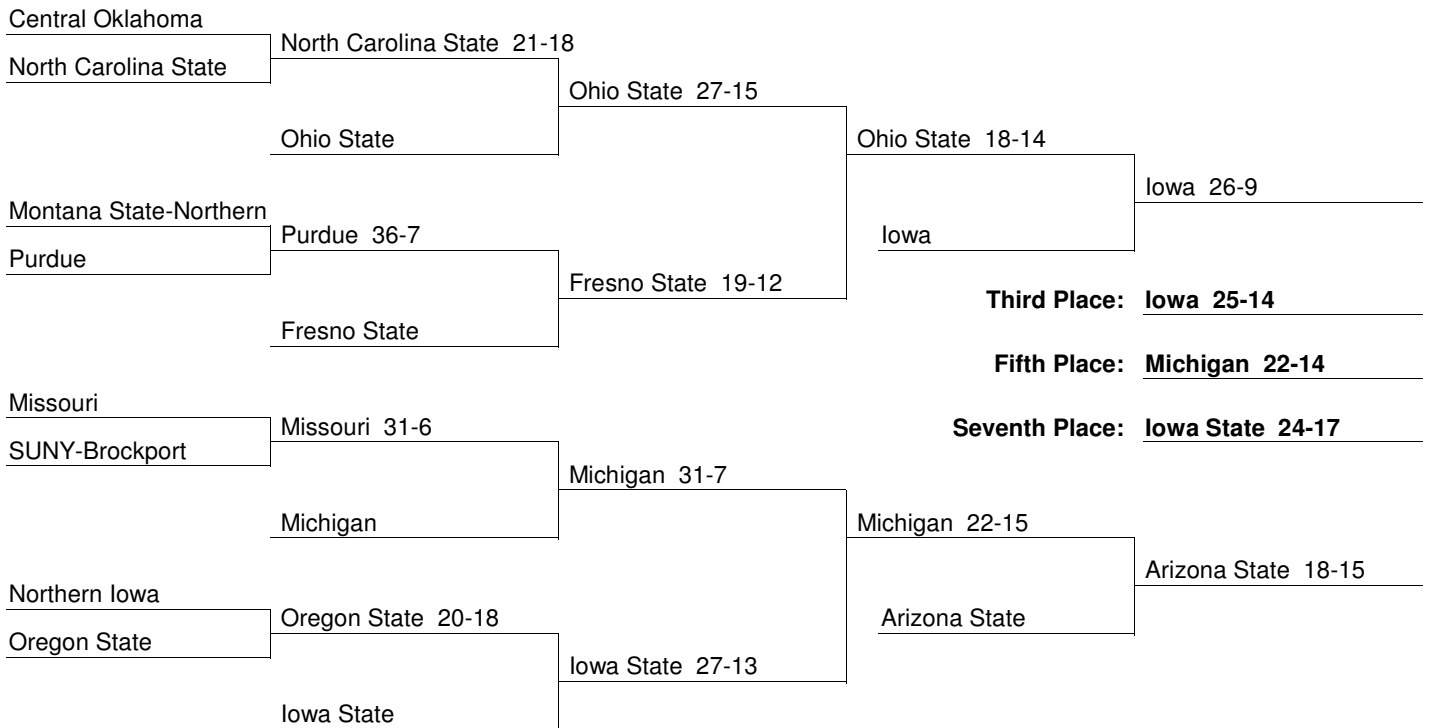 Central Oklahoma
North Carolina State 21-18
North Carolina State
Ohio State 27-15
Ohio State
Ohio State 18-14
Iowa 26-9
Montana State-Northern
Purdue 36-7
Iowa
Purdue
Fresno State 19-12
Third Place: Iowa 25-14
Fresno State
Fifth Place: Michigan 22-14
Missouri
Missouri 31-6
Seventh Place: Iowa State 24-17
SUNY-Brockport
Michigan 31-7
Michigan
Michigan 22-15
Arizona State 18-15
Northern Iowa
Oregon State 20-18
Arizona State
Oregon State
Iowa State 27-13
Iowa State